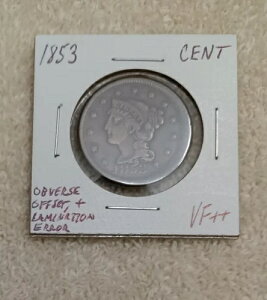 1853 CENT
OBVERSE
OFFSET, +
LAMINATION
ERROR
VF++